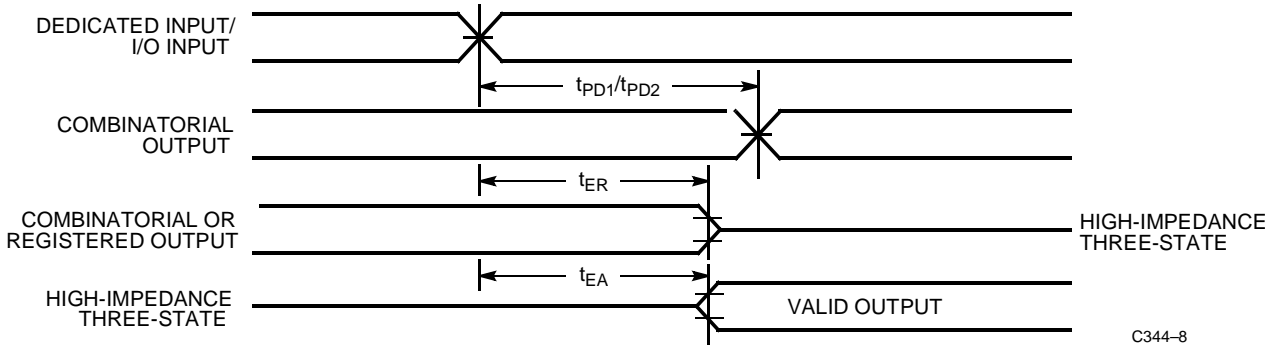 DEDICATED INPUT/
I/O INPUT
tPD1/tPD2
COMBINATORIAL
OUTPUT
tER
COMBINATORIAL OR
REGISTERED OUTPUT
HIGH-IMPEDANCE
THREE-STATE
tEA
HIGH-IMPEDANCE
THREE-STATE
VALID OUTPUT
C344–8